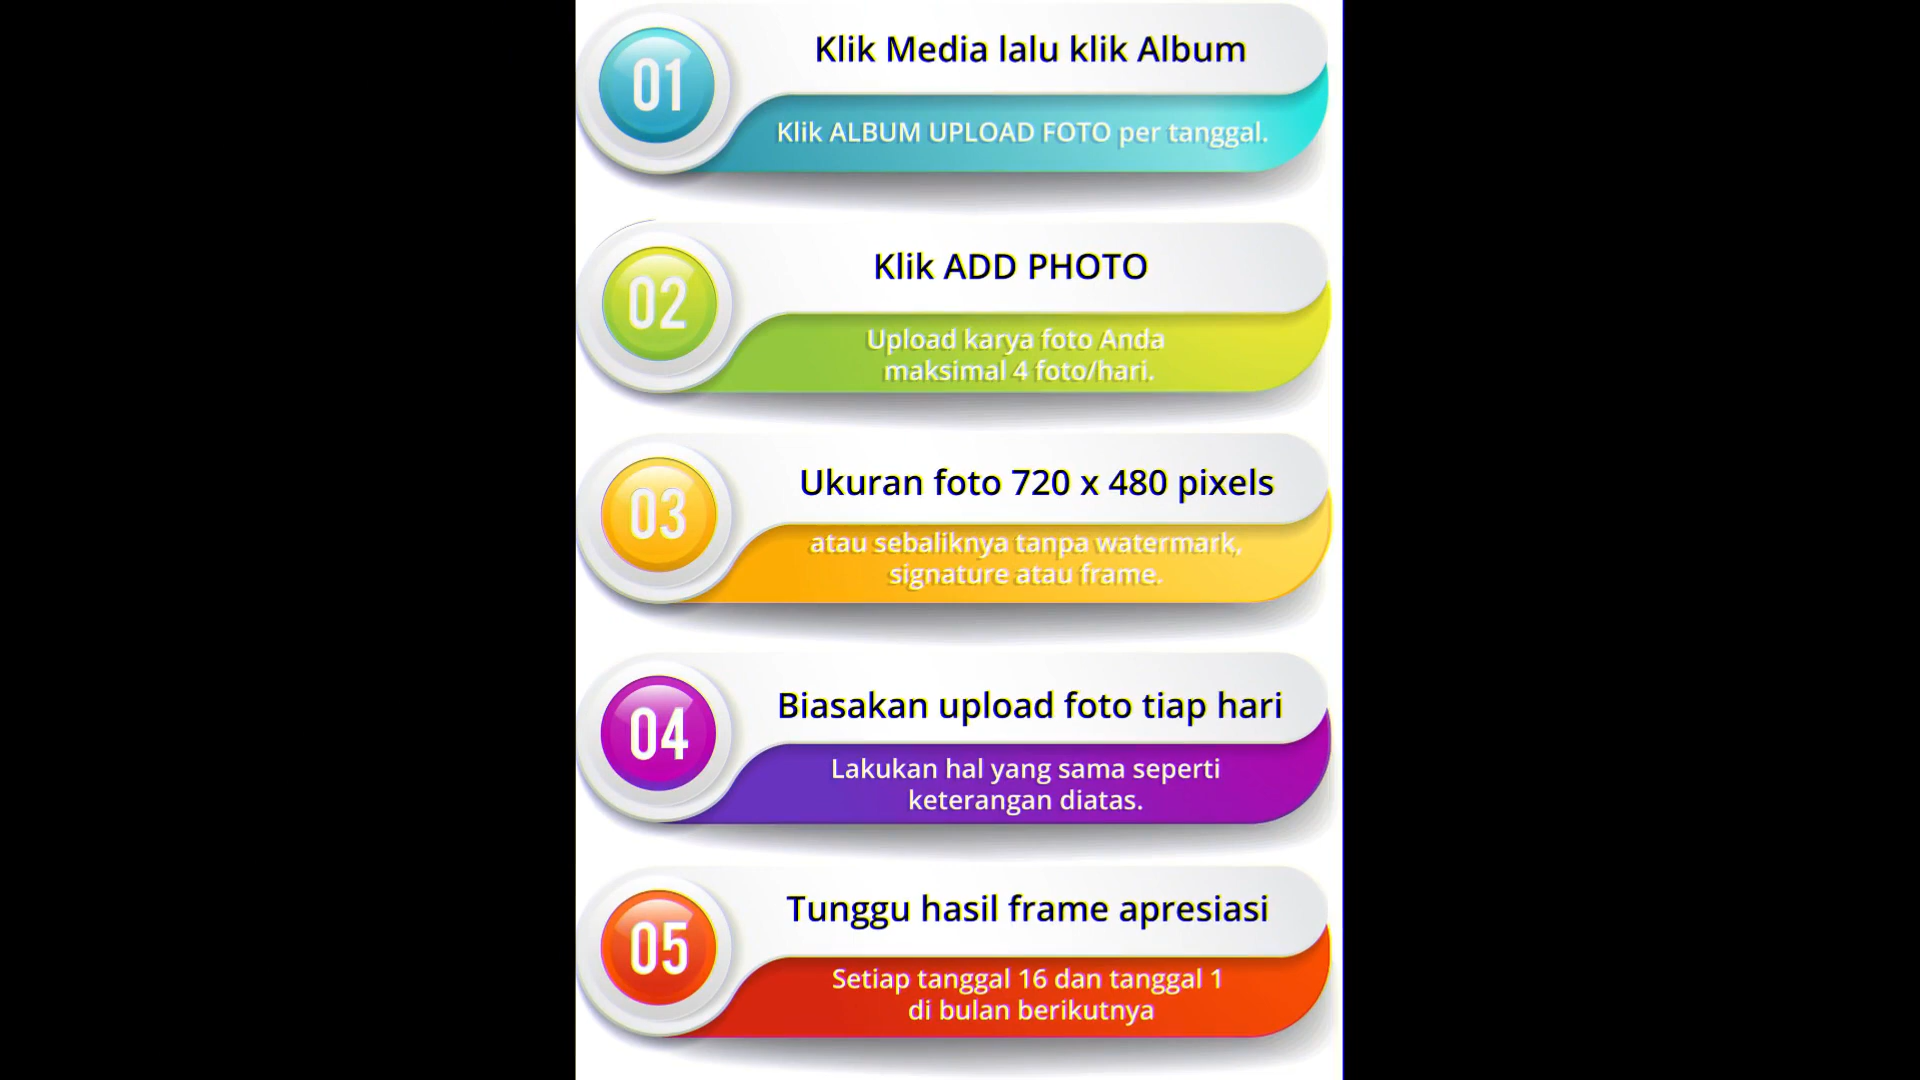 01
Klik Media lalu klik Album
Klik ALBUM UPLOAD FOTO per tanggal.
02
Klik ADD PHOTO
Upload karya foto Anda
maksimal 4 foto/hari.
03
Ukuran foto 720 x 480 pixels
atau sebaliknya tanpa watermark,
signature atau frame.
04
Biasakan upload foto tiap hari
Lakukan hal yang sama seperti
keterangan diatas.
05
Tunggu hasil frame apresiasi
Setiap tanggal 16 dan tanggal 1
di bulan berikutnya